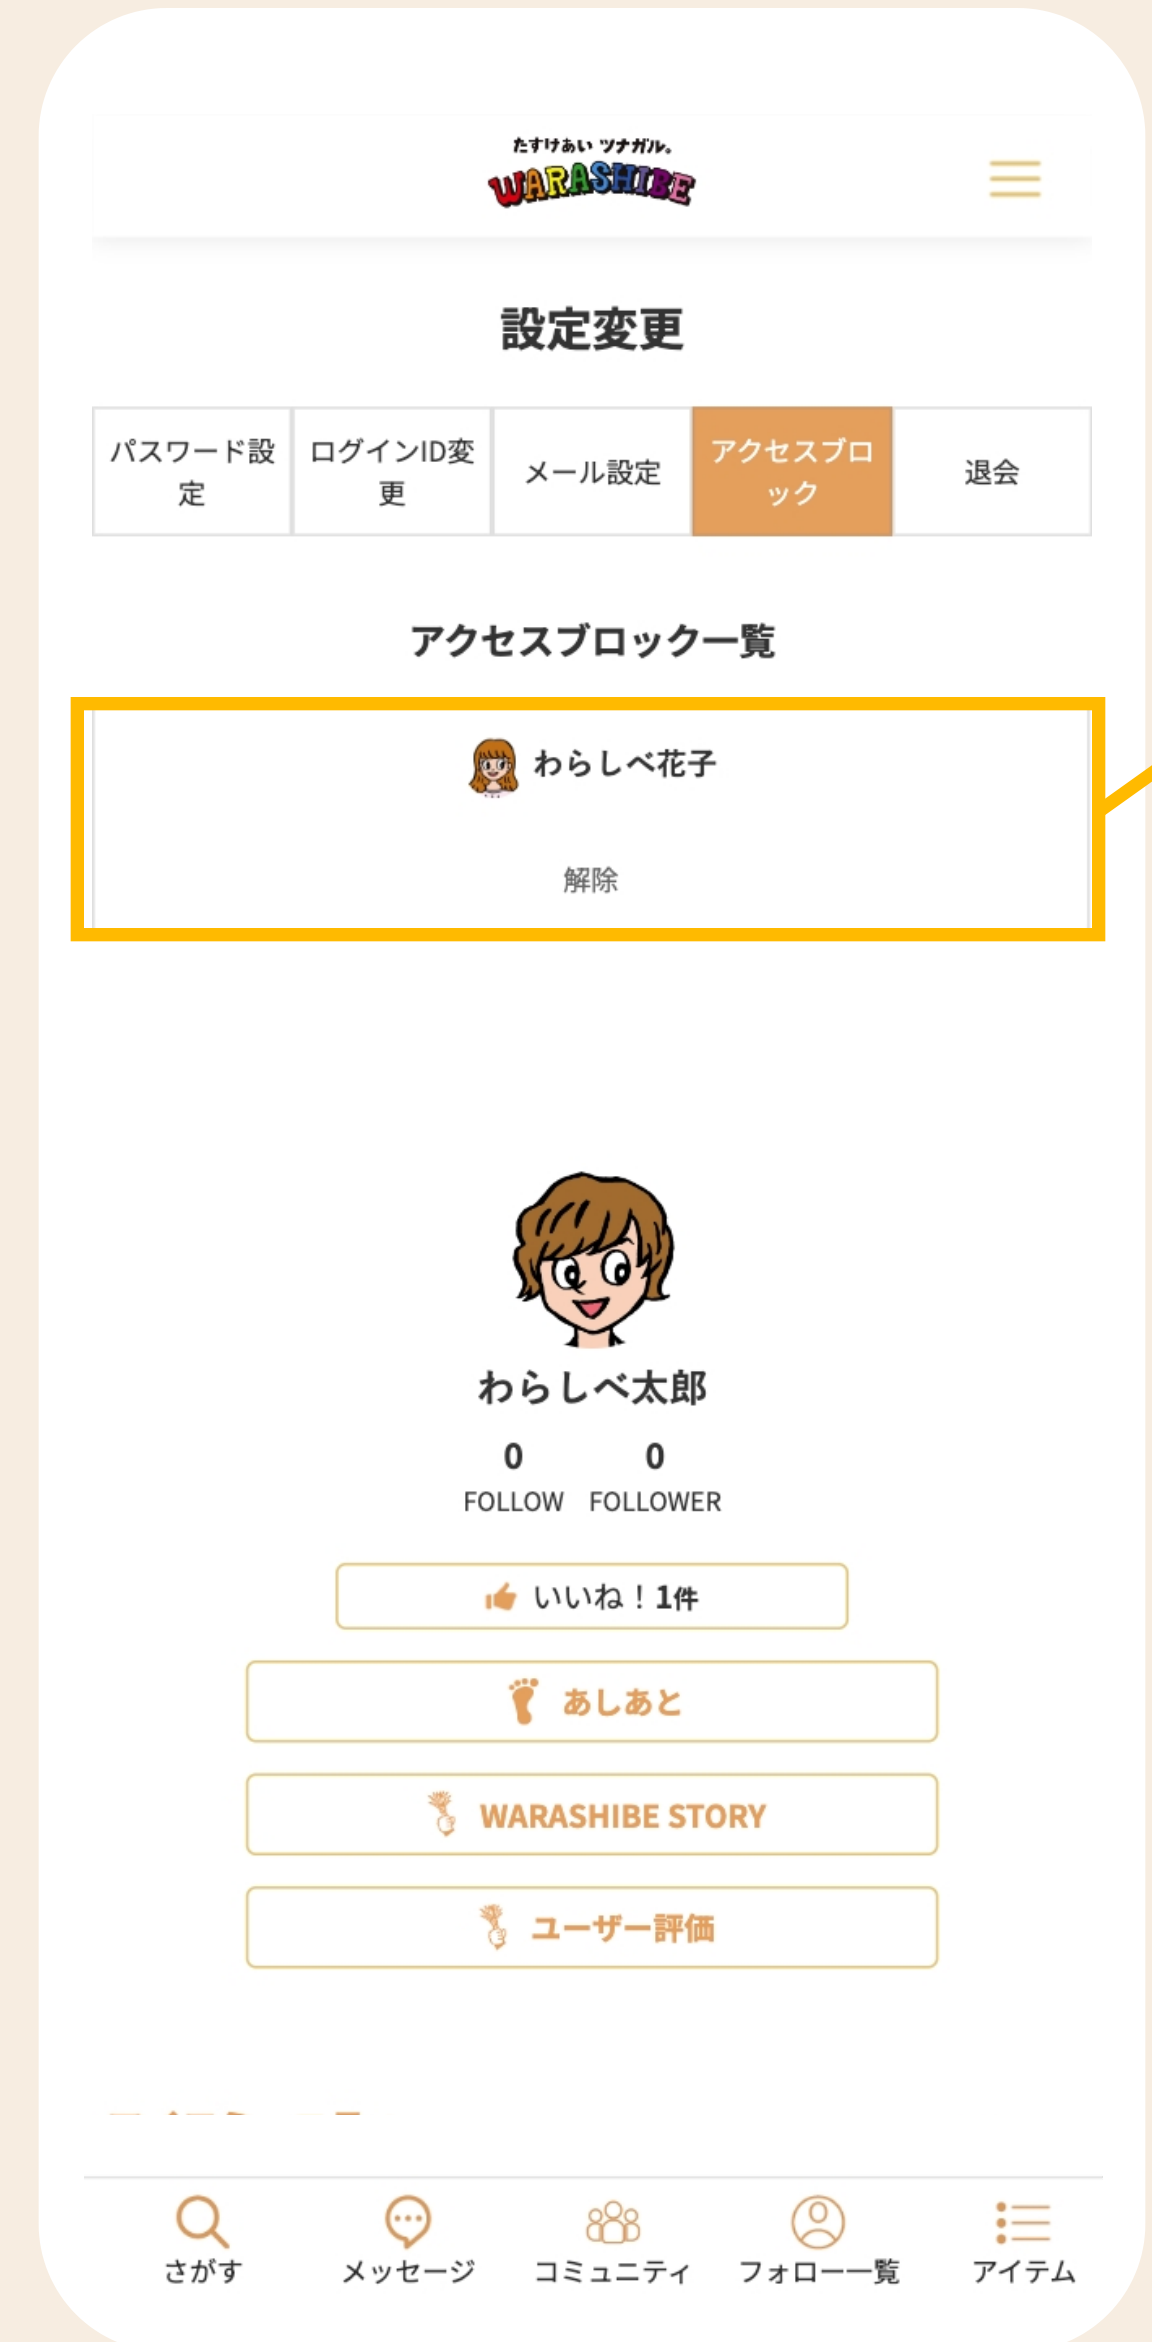 たすけあい ツナガル。
WARASHIBE
設定変更
パスワード設
定
ログインID変
更
メール設定
アクセスブロ
ック
退会
アクセスブロック一覧
わらしべ花子
解除
わらしべ太郎
0 0
FOLLOW FOLLOWER
いいね！1件
あしあと
WARASHIBE STORY
ユーザー評価
さがす メッセージ コミュニティ フォロー一覧 アイテム